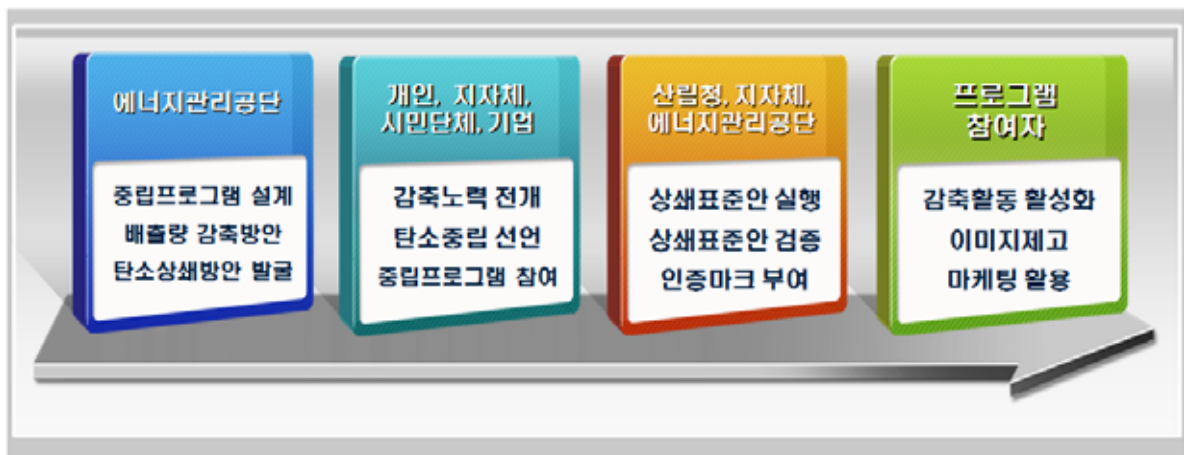 에너지관리공단
중립프로그램 설계
배출량 감축방안
탄소상쇄방안 발굴
개인, 지자체,
시민단체, 기업
감축노력 전개
탄소중립 선언
중립프로그램 참여
산림청, 지자체,
에너지관리공단
상쇄표준안 실행
상쇄표준안 검증
인증마크 부여
프로그램
참여자
감축활동 활성화
이미지제고
마케팅 활용